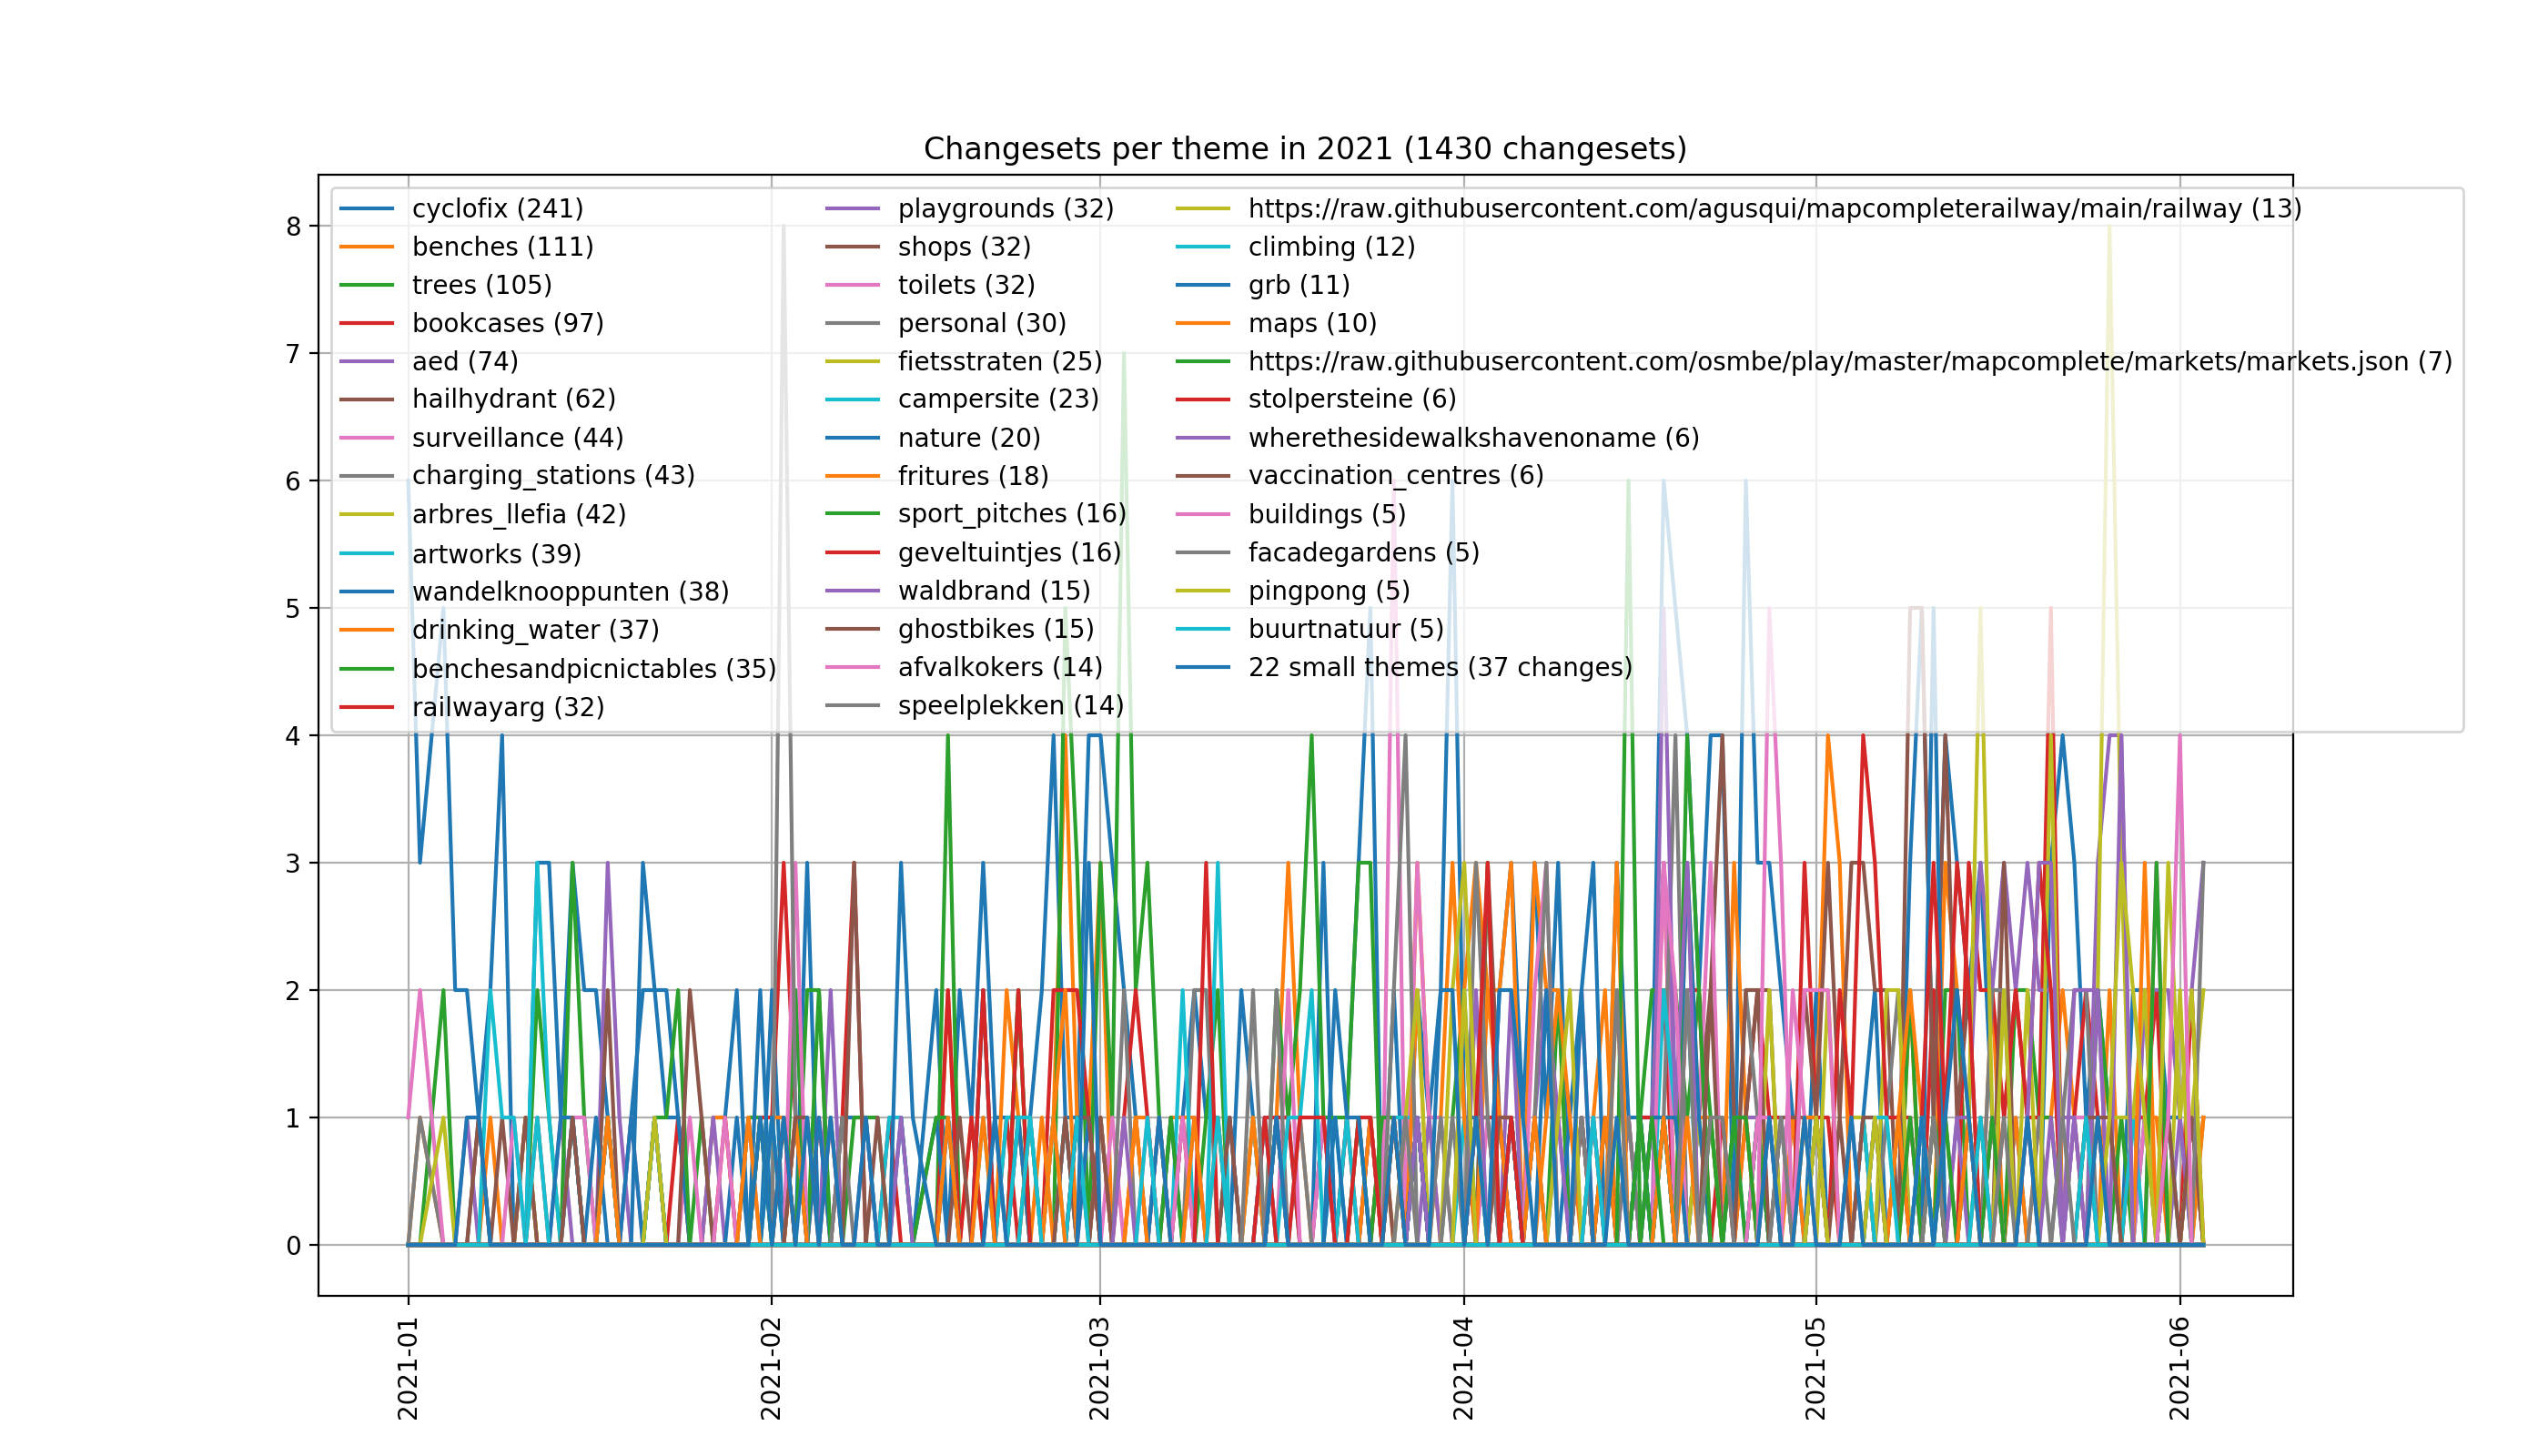 Changesets per theme in 2021 (1430 changesets)
cyclofix (241)
benches (111)
trees (105)
bookcases (97)
aed (74)
hailhydrant (62)
surveillance (44)
charging_stations (43)
arbres_llefia (42)
artworks (39)
wandelknooppunten (38)
drinking_water (37)
benchesandpicnictables (35)
railwayarg (32)
playgrounds (32)
shops (32)
toilets (32)
personal (30)
fietsstraten (25)
campersite (23)
nature (20)
fritures (18)
sport_pitches (16)
geveltuintjes (16)
waldbrand (15)
ghostbikes (15)
afvalkokers (14)
speelplekken (14)
https://raw.githubusercontent.com/agusqui/mapcompleterailway/main/railway (13)
climbing (12)
grb (11)
maps (10)
https://raw.githubusercontent.com/osmbe/play/master/mapcomplete/markets/markets.json (7)
stolpersteine (6)
wherethesidewalkshavenoname (6)
vaccination_centres (6)
buildings (5)
facadegardens (5)
pingpong (5)
buurtnatuur (5)
22 small themes (37 changes)
8
7
6
5
4
3
2
1
0
2021-01
2021-02
2021-03
2021-04
2021-05
2021-06